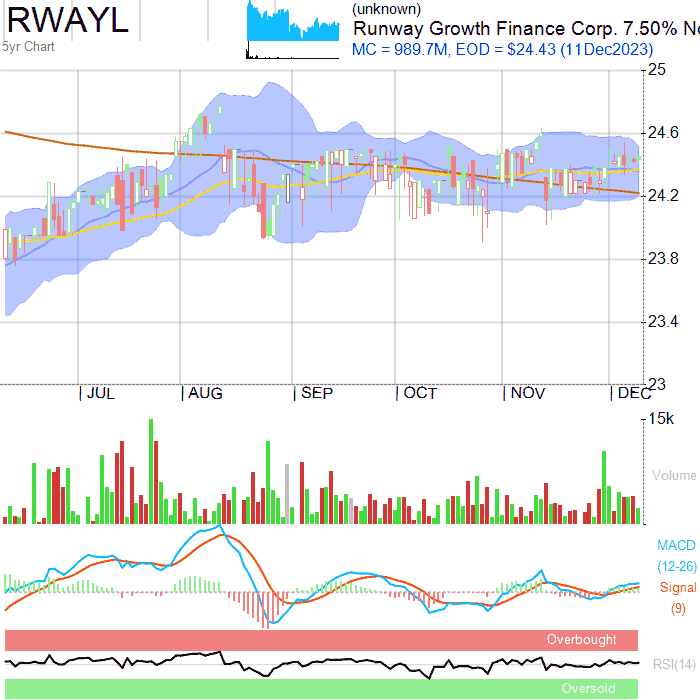 RWAYL
5yr Chart
(unknown)
Runway Growth Finance Corp. 7.50% No
MC = 989.7M, EOD = $24.43 (11Dec2023)
25
24.6
24.2
23.8
23.4
23
JUL AUG SEP OCT NOV DEC
15k
Volume
MACD
(12-26)
Signal
(9)
Overbought
RSI(14)
Oversold